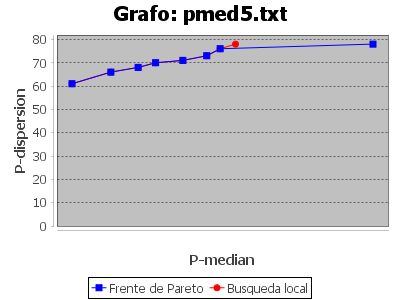 Grafo: pmed5.txt
80
70
60
50
40
30
20
10
0
P-dispersion
P-median
Frente de Pareto
Busqueda local